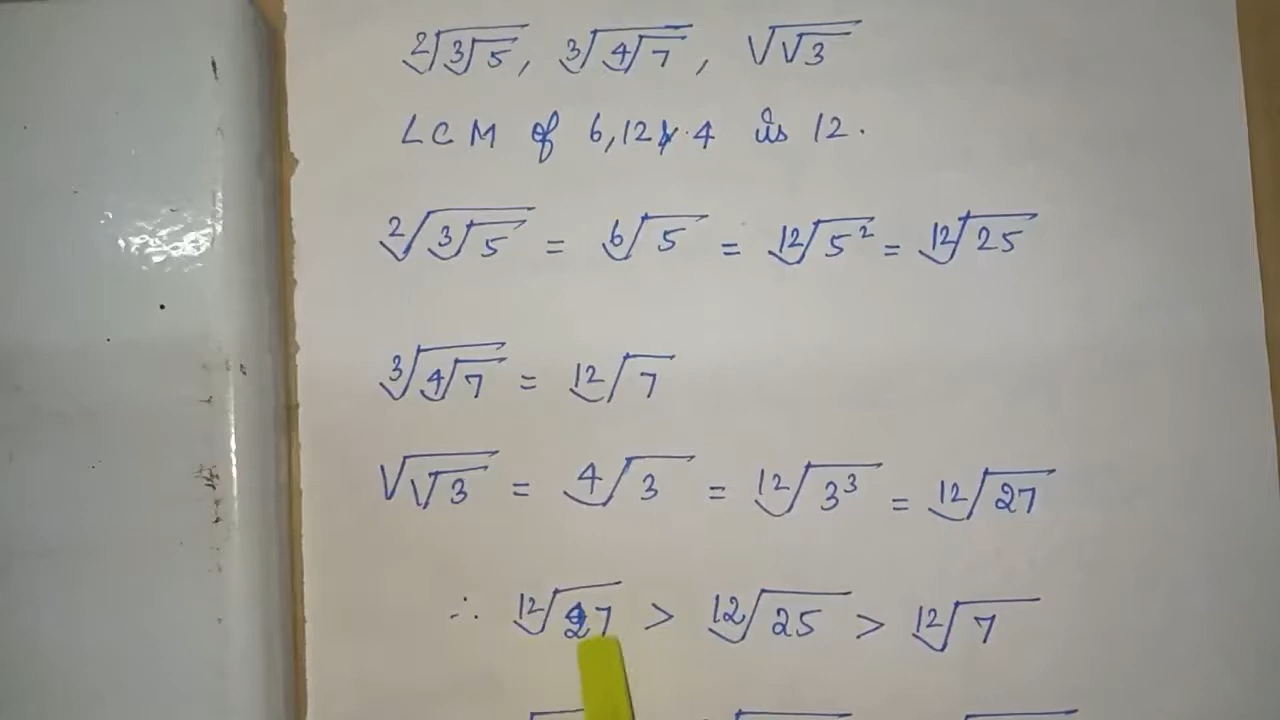 ²√³√5, ³√⁴√7, √√3
LCM of 6,12 & 4 is 12.
²√³√5 = ⁶√5 = ¹²√5² = ¹²√25
³√⁴√7 = ¹²√7
√√3 = ⁴√3 = ¹²√3³ = ¹²√27
∴ ¹²√27 > ¹²√25 > ¹²√7